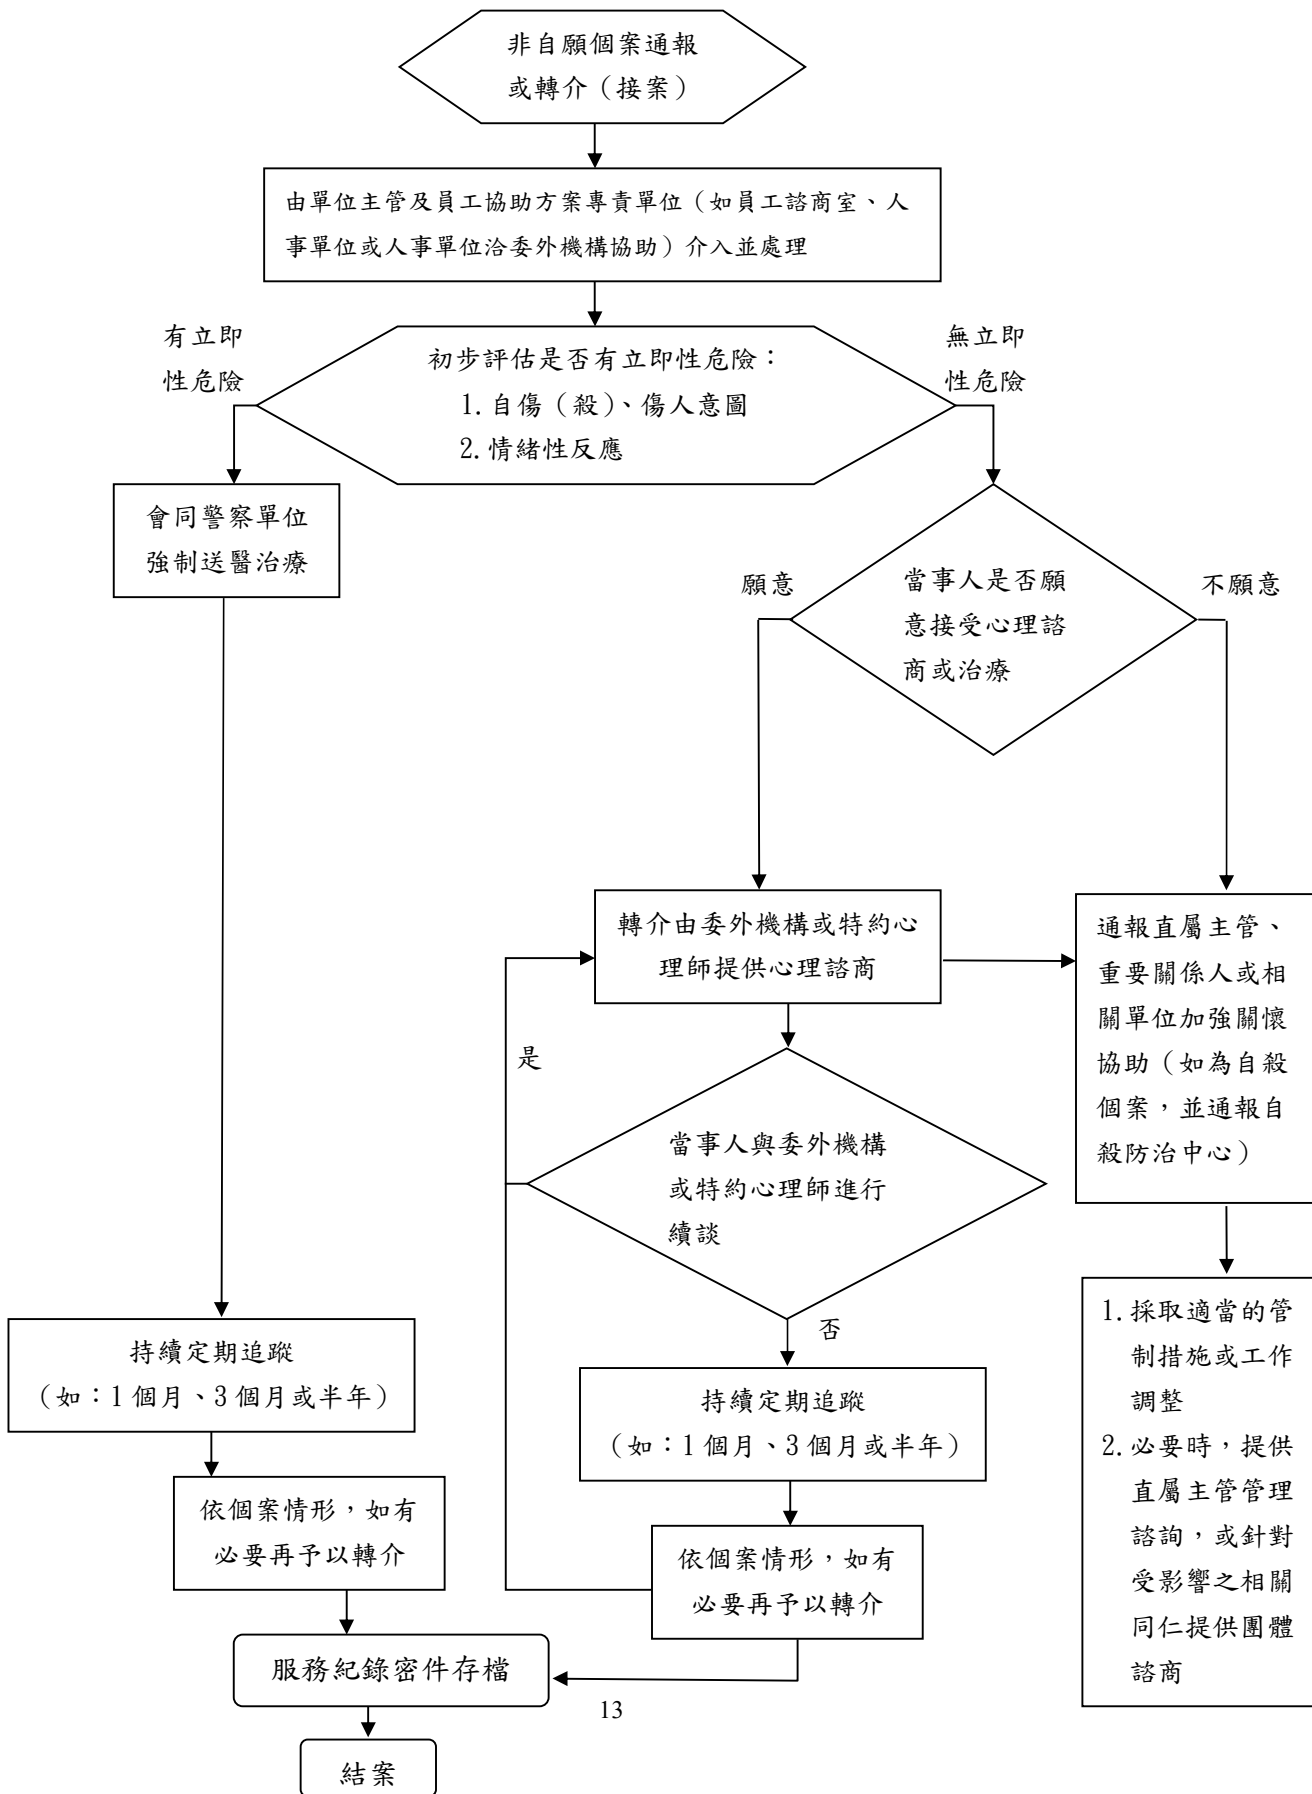 非自願個案通報
或轉介（接案）
由單位主管及員工協助方案專責單位（如員工諮商室、人
事單位或人事單位洽委外機構協助）介入並處理
有立即
性危險
初步評估是否有立即性危險：
1.自傷（殺）、傷人意圖
2.情緒性反應
無立即
性危險
會同警察單位
強制送醫治療
願意
當事人是否願
意接受心理諮
商或治療
不願意
轉介由委外機構或特約心
理師提供心理諮商
通報直屬主管、
重要關係人或相
關單位加強關懷
協助（如為自殺
個案，並通報自
殺防治中心）
是
當事人與委外機構
或特約心理師進行
續談
否
持續定期追蹤
（如：1個月、3個月或半年）
持續定期追蹤
（如：1個月、3個月或半年）
1.採取適當的管
制措施或工作
調整
2.必要時，提供
直屬主管管理
諮詢，或針對
受影響之相關
同仁提供團體
諮商
依個案情形，如有
必要再予以轉介
依個案情形，如有
必要再予以轉介
服務紀錄密件存檔
13
結案